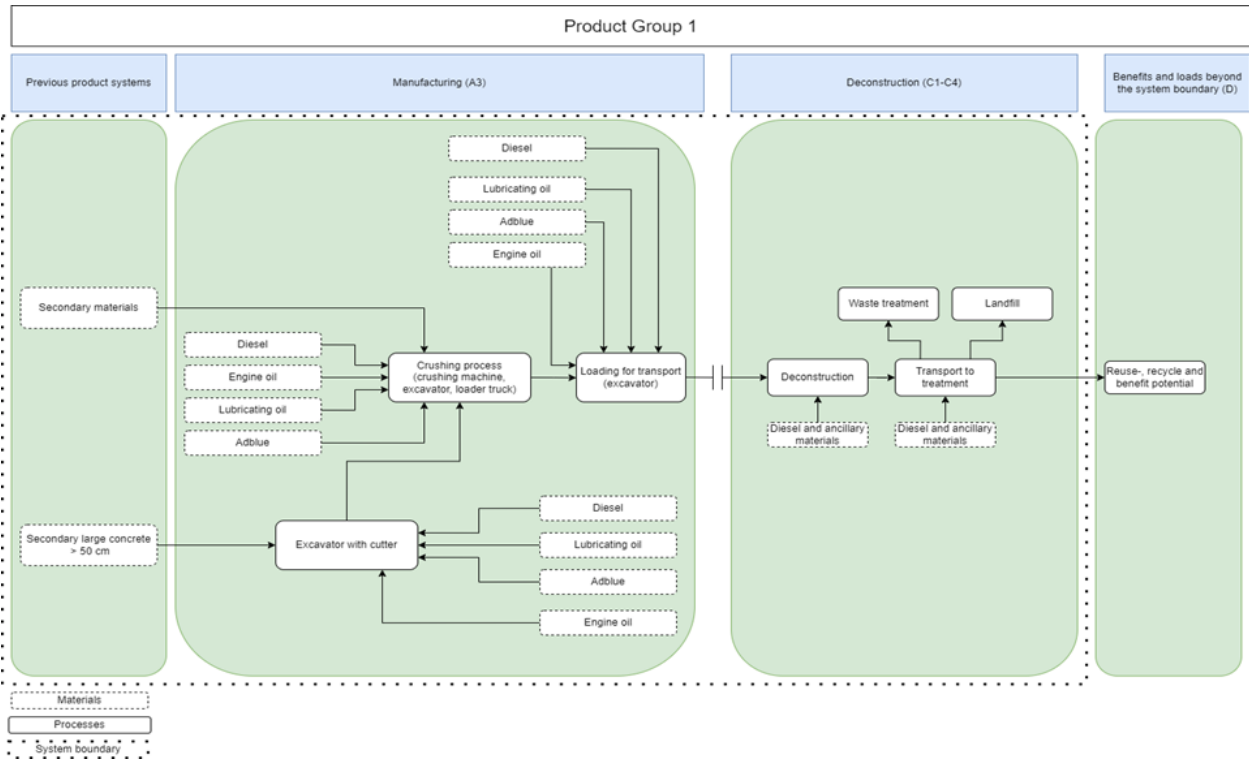 Product Group 1
Previous product systems
Manufacturing (A3)
Deconstruction (C1-C4)
Benefits and loads beyond
the system boundary (D)
Diesel
Lubricating oil
Adblue
Engine oil
Secondary materials
Waste treatment
Landfill
Diesel
Engine oil
Lubricating oil
Adblue
Crushing process
(crushing machine,
excavator, loader truck)
Loading for transport
(excavator)
Deconstruction
Transport to
treatment
Reuse-, recycle and
benefit potential
Diesel and ancillary
materials
Diesel and ancillary
materials
Secondary large concrete
> 50 cm
Excavator with cutter
Diesel
Lubricating oil
Adblue
Engine oil
Materials
Processes
System boundary